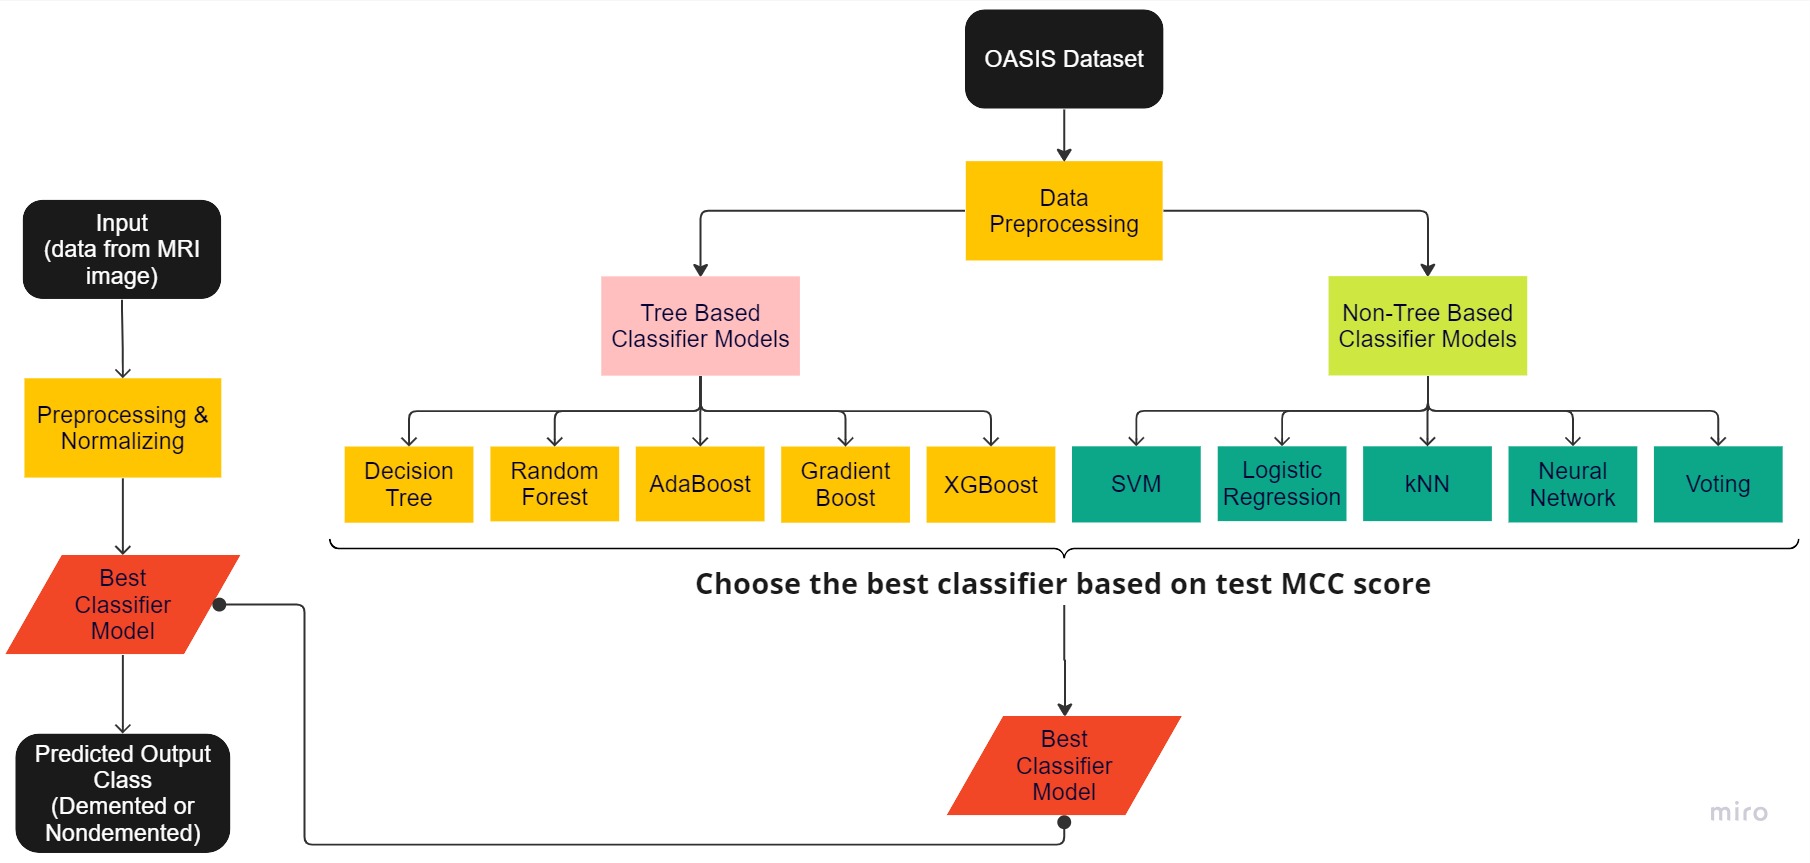 OASIS Dataset
Data
Preprocessing
Input
(data from MRI
image)
Tree Based
Classifier Models
Non-Tree Based
Classifier Models
Preprocessing &
Normalizing
Decision
Tree
Random
Forest
AdaBoost
Gradient
Boost
XGBoost
SVM
Logistic
Regression
kNN
Neural
Network
Voting
Choose the best classifier based on test MCC score
Best
Classifier
Model
Best
Classifier
Model
Predicted Output
Class
(Demented or
Nondemented)
miro